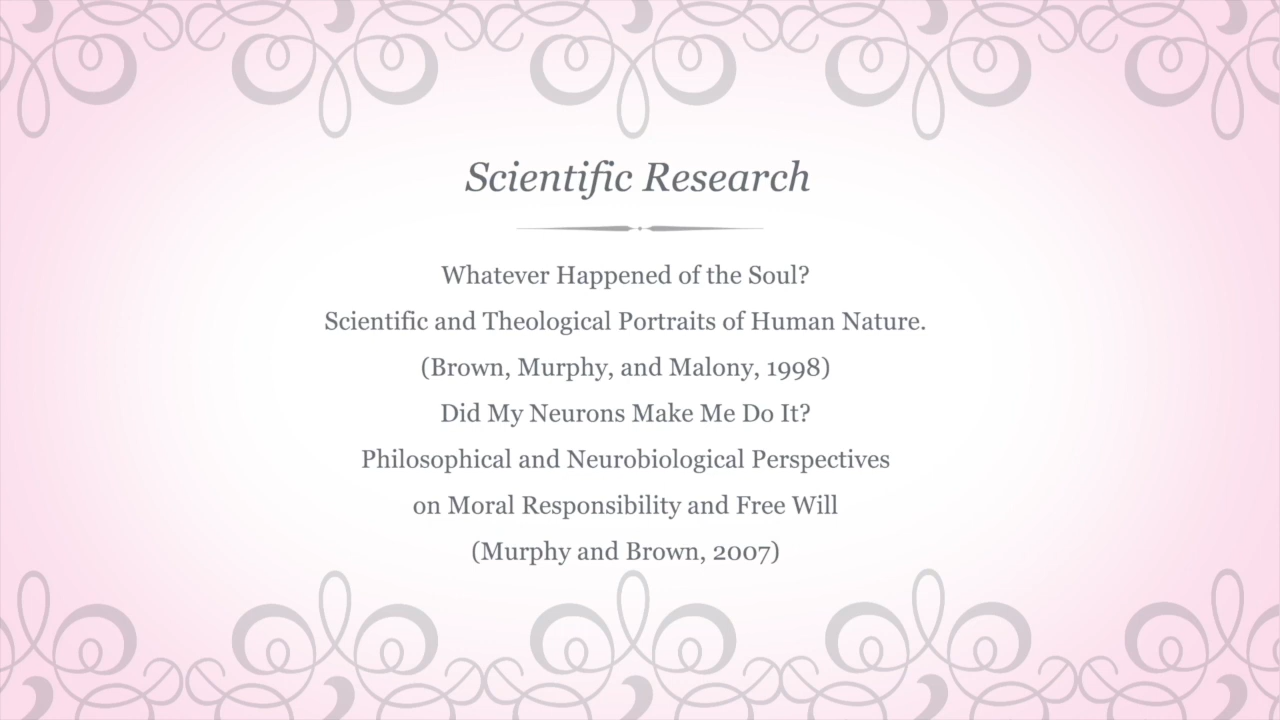 Scientific Research
Whatever Happened of the Soul?
Scientific and Theological Portraits of Human Nature.
(Brown, Murphy, and Malony, 1998)
Did My Neurons Make Me Do It?
Philosophical and Neurobiological Perspectives
on Moral Responsibility and Free Will
(Murphy and Brown, 2007)